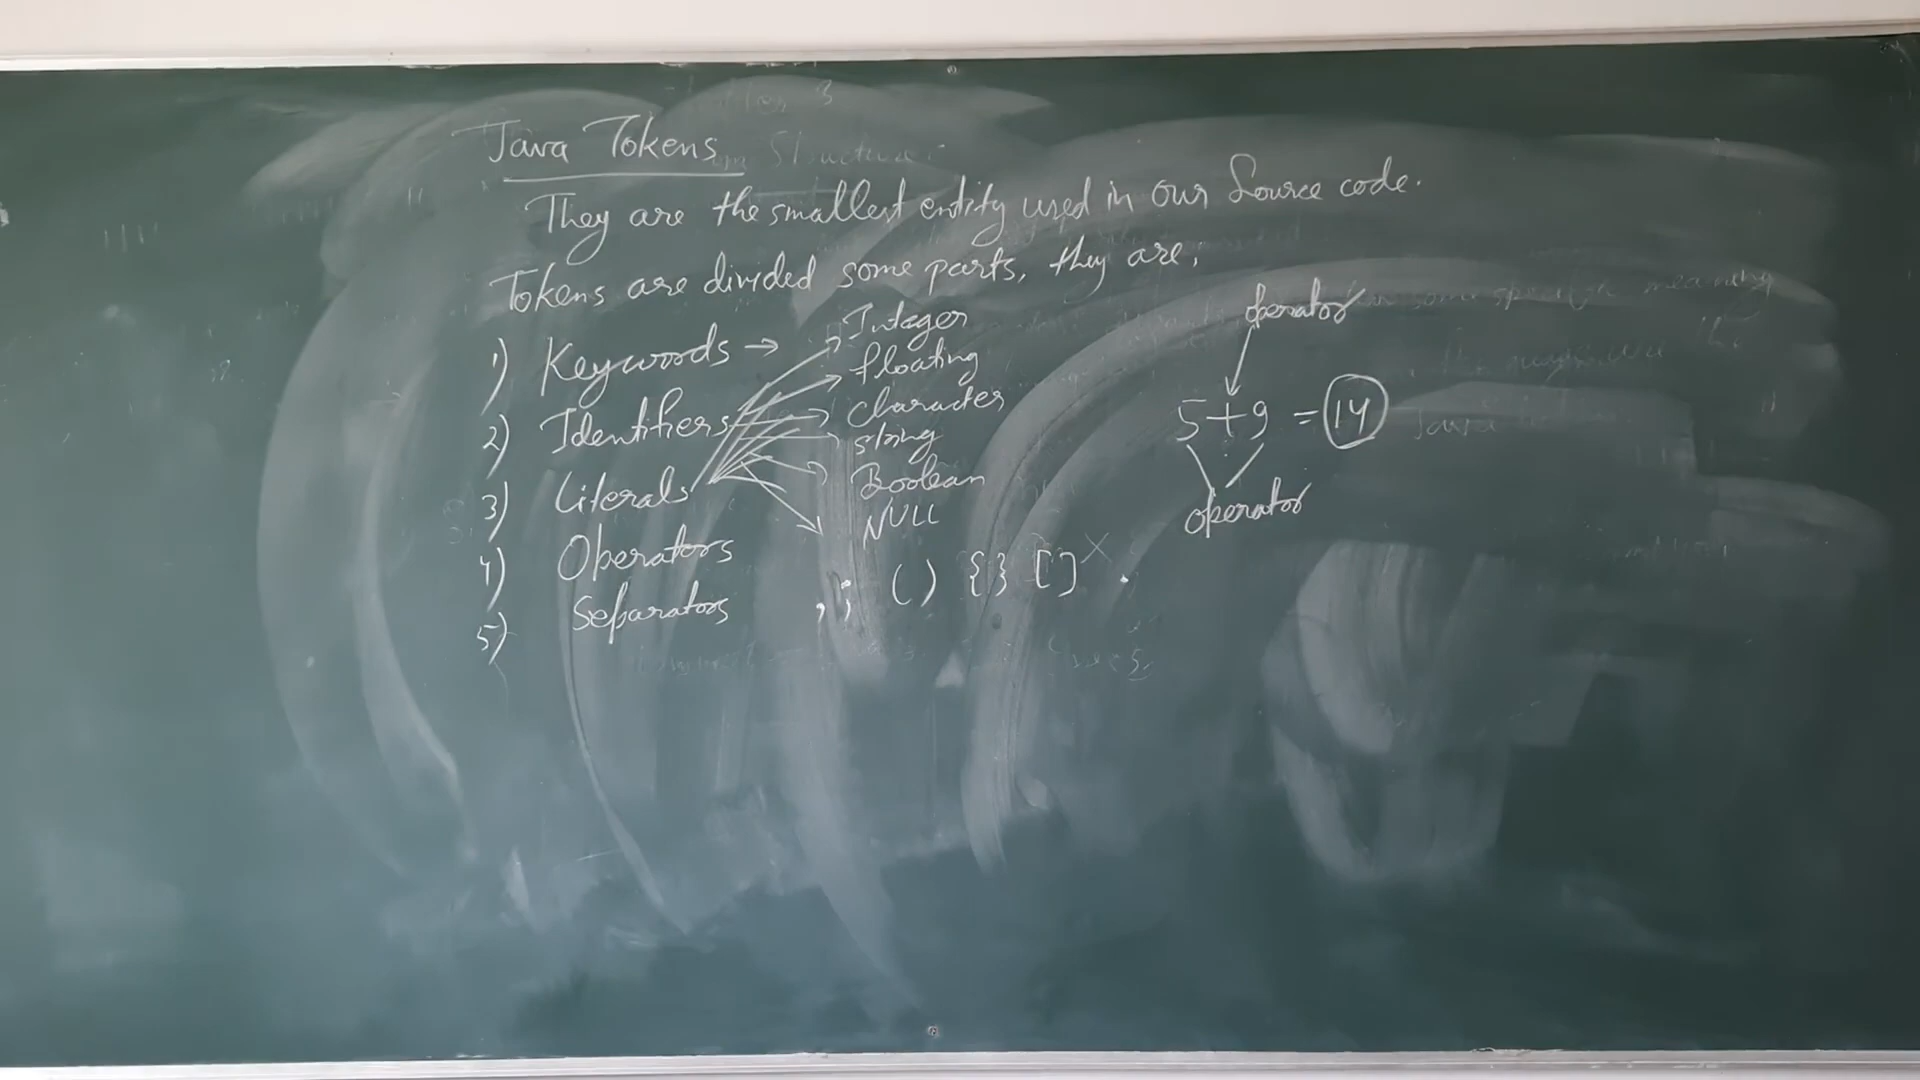 Java Tokens
They are the smallest entity used in our Source code.
Tokens are divided some parts, they are,
1) Keywords →
2) Identifiers
3) Literals
Intager
floating
character
string
Boolean
NULL
4) Operators
5) Separators , ; () {} [] × .
Operator
5+9 = 14
operator